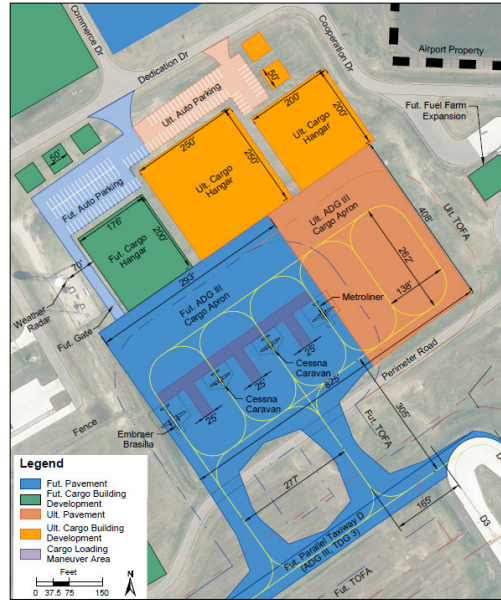 Commerce Dr
Dedication Dr
Cooperation Dr
Airport Property
Fut. Fuel Farm
Expansion
50'
Ult. Auto Parking
200'
200'
Ult. Cargo
Hangar
50'
Fut. Auto Parking
250'
250'
Ult. Cargo
Hangar
176'
200'
Fut. Cargo
Hangar
Ult. ADG III
Cargo Apron
408'
Ult. TOFA
262'
138'
70'
Weather
Radar
Fut. Gate
293'
Fut. ADG III
Cargo Apron
Metroliner
Perimeter Road
25'
Cessna
Caravan
25'
825'
25'
Cessna
Caravan
25'
Embraer
Brasilia
Fence
305'
Fut. TOFA
277'
165'
Fut. Parallel Taxiway D
(ADG III, TDG 3)
Fut. TOFA
D3
Legend
Fut. Pavement
Fut. Cargo Building
Development
Ult. Pavement
Ult. Cargo Building
Development
Cargo Loading
Maneuver Area
Feet
0 37.5 75 150
N